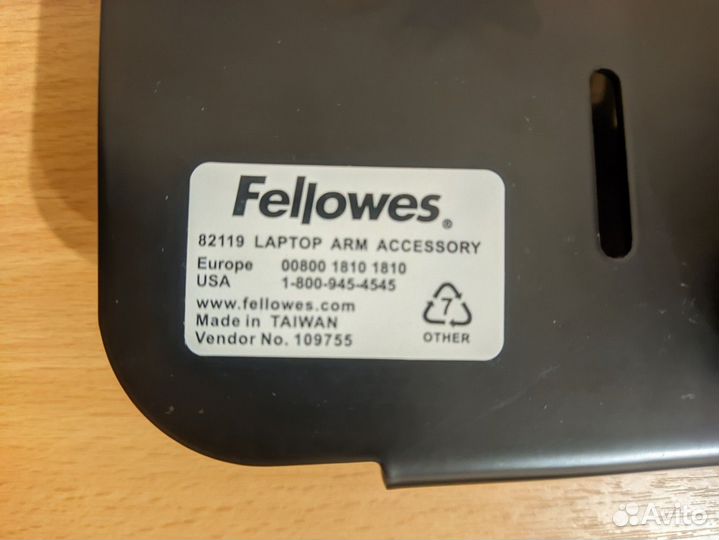 Fellowes®
82119 LAPTOP ARM ACCESSORY
Europe 00800 1810 1810
USA 1-800-945-4545
www.fellowes.com
Made in TAIWAN
Vendor No. 109755
7
OTHER
Avito